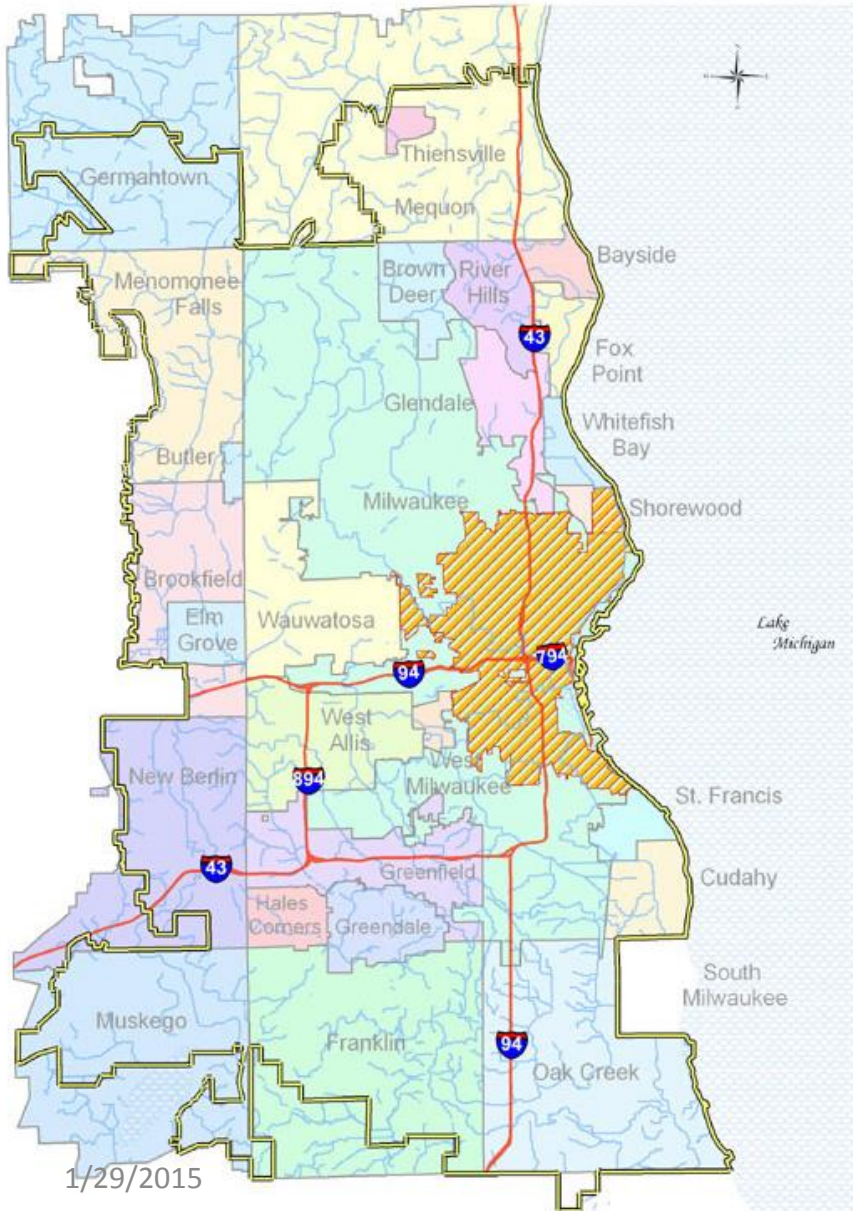 Thiensville
Germantown
Mequon
Bayside
Menomonee
Falls
Brown
Deer
River
Hills
43
Fox
Point
Glendale
Whitefish
Bay
Butler
Milwaukee
Shorewood
Brookfield
Elm
Grove
Wauwatosa
Lake
Michigan
94
794
West
Allis
West
Milwaukee
New Berlin
894
St. Francis
43
Greenfield
Cudahy
Hales
Corners
Greendale
South
Milwaukee
Muskego
Franklin
94
Oak Creek
1/29/2015